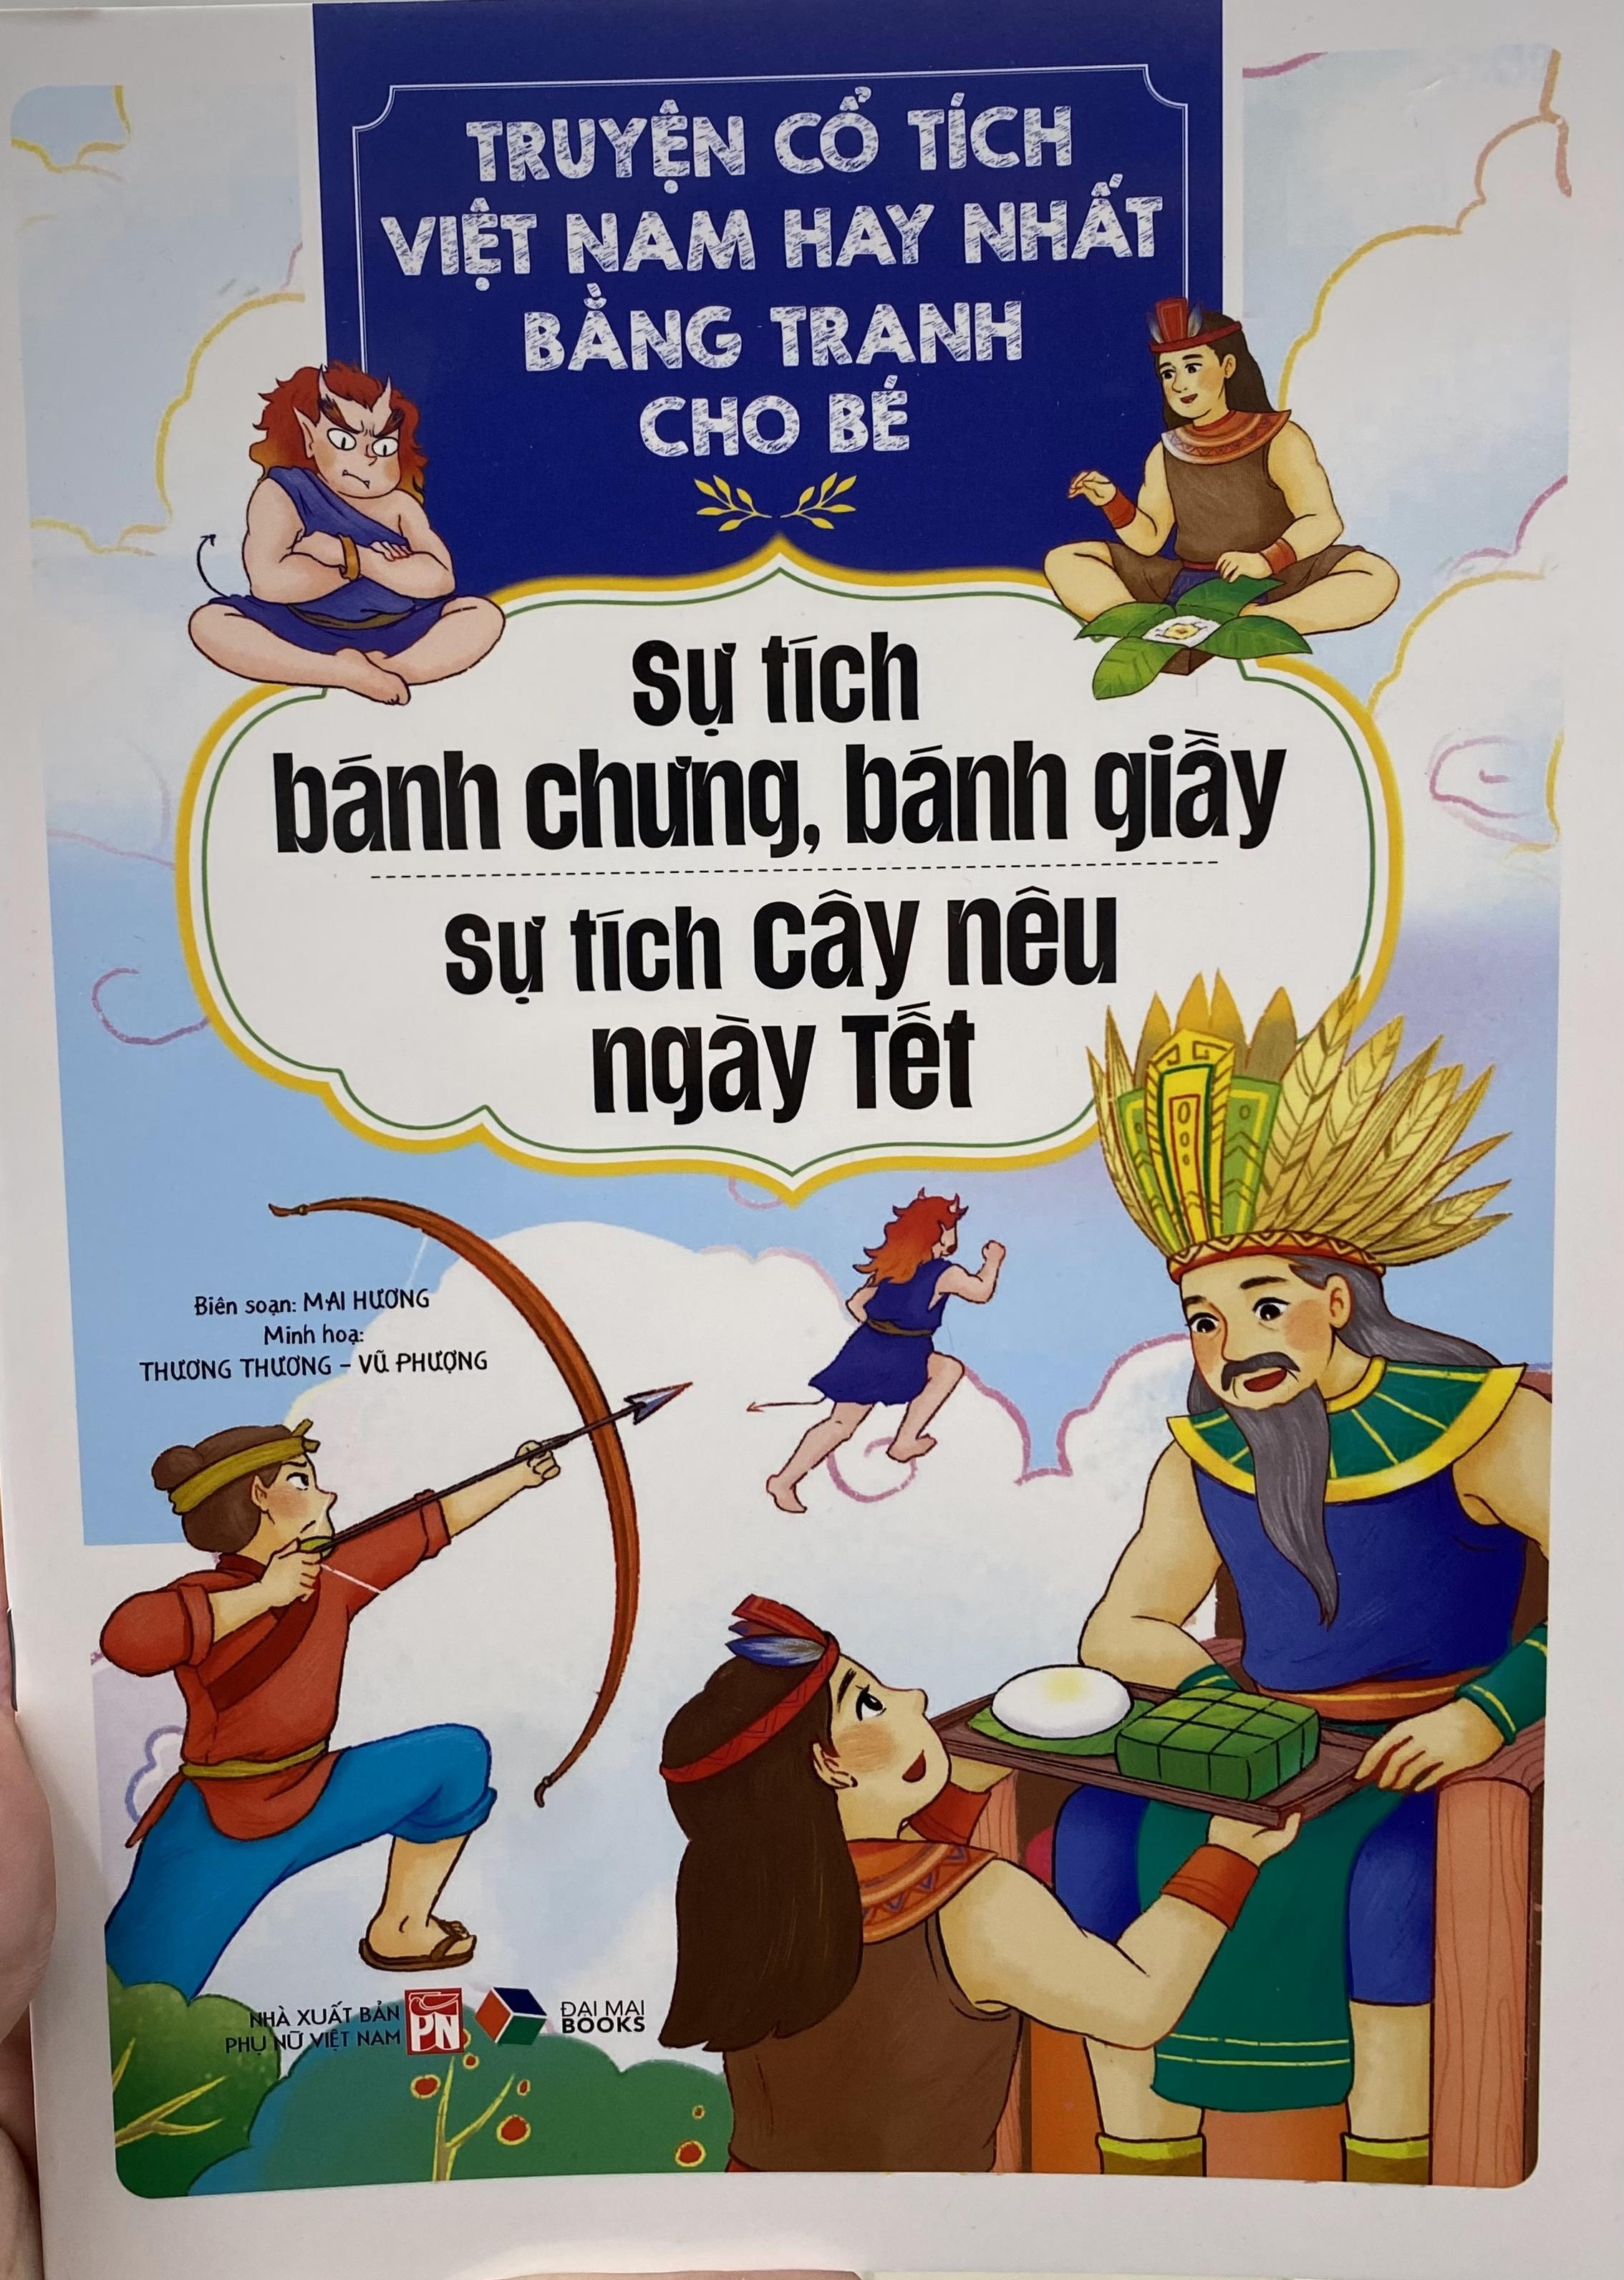 TRUYỆN CỔ TÍCH
VIỆT NAM HAY NHẤT
BẰNG TRANH
CHO BÉ
Sự tích
bánh chưng, bánh giầy
Sự tích cây nêu
ngày Tết
Biên soạn: MAI HƯƠNG
Minh hoạ:
THƯƠNG THƯƠNG – VŨ PHƯỢNG
NHÀ XUẤT BẢN
PHỤ NỮ VIỆT NAM
PN
ĐẠI MAI
BOOKS